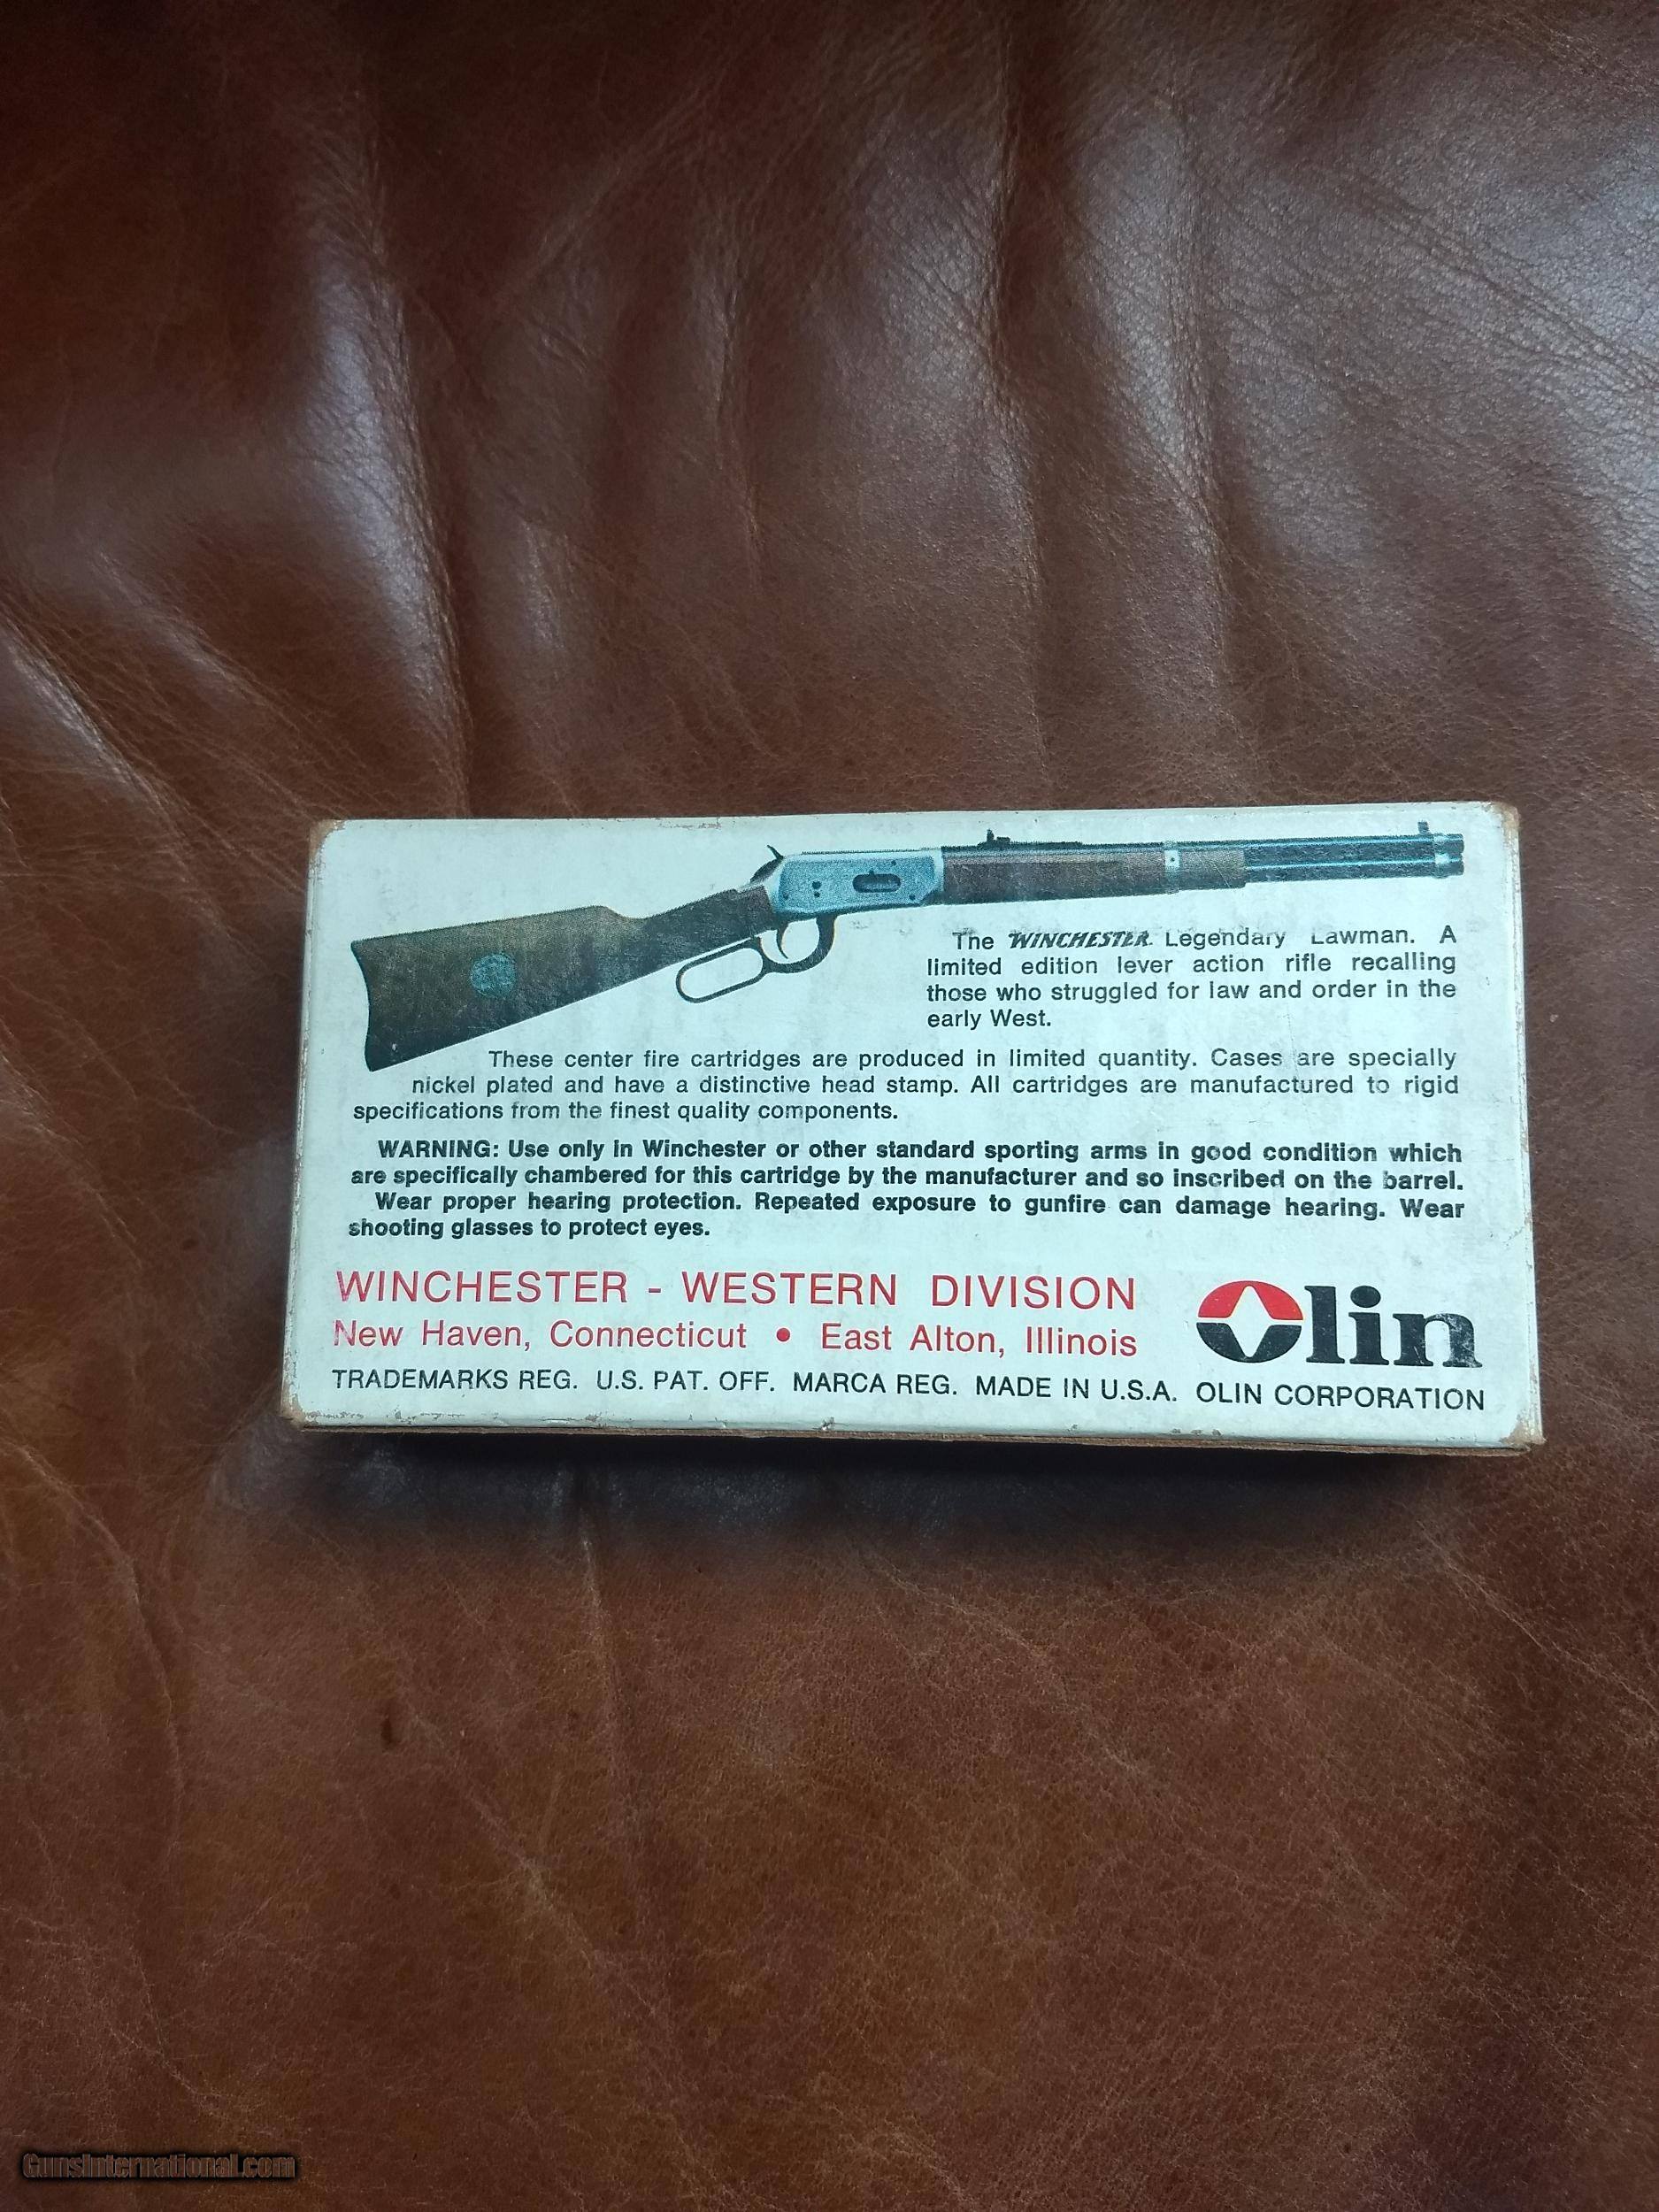 The WINCHESTER Legendary Lawman. A
limited edition lever action rifle recalling
those who struggled for law and order in the
early West.
These center fire cartridges are produced in limited quantity. Cases are specially
nickel plated and have a distinctive head stamp. All cartridges are manufactured to rigid
specifications from the finest quality components.
WARNING: Use only in Winchester or other standard sporting arms in good condition which
are specifically chambered for this cartridge by the manufacturer and so inscribed on the barrel.
Wear proper hearing protection. Repeated exposure to gunfire can damage hearing. Wear
shooting glasses to protect eyes.
WINCHESTER - WESTERN DIVISION
New Haven, Connecticut • East Alton, Illinois
Olin
TRADEMARKS REG. U.S. PAT. OFF. MARCA REG. MADE IN U.S.A. OLIN CORPORATION
GunsInternational.com